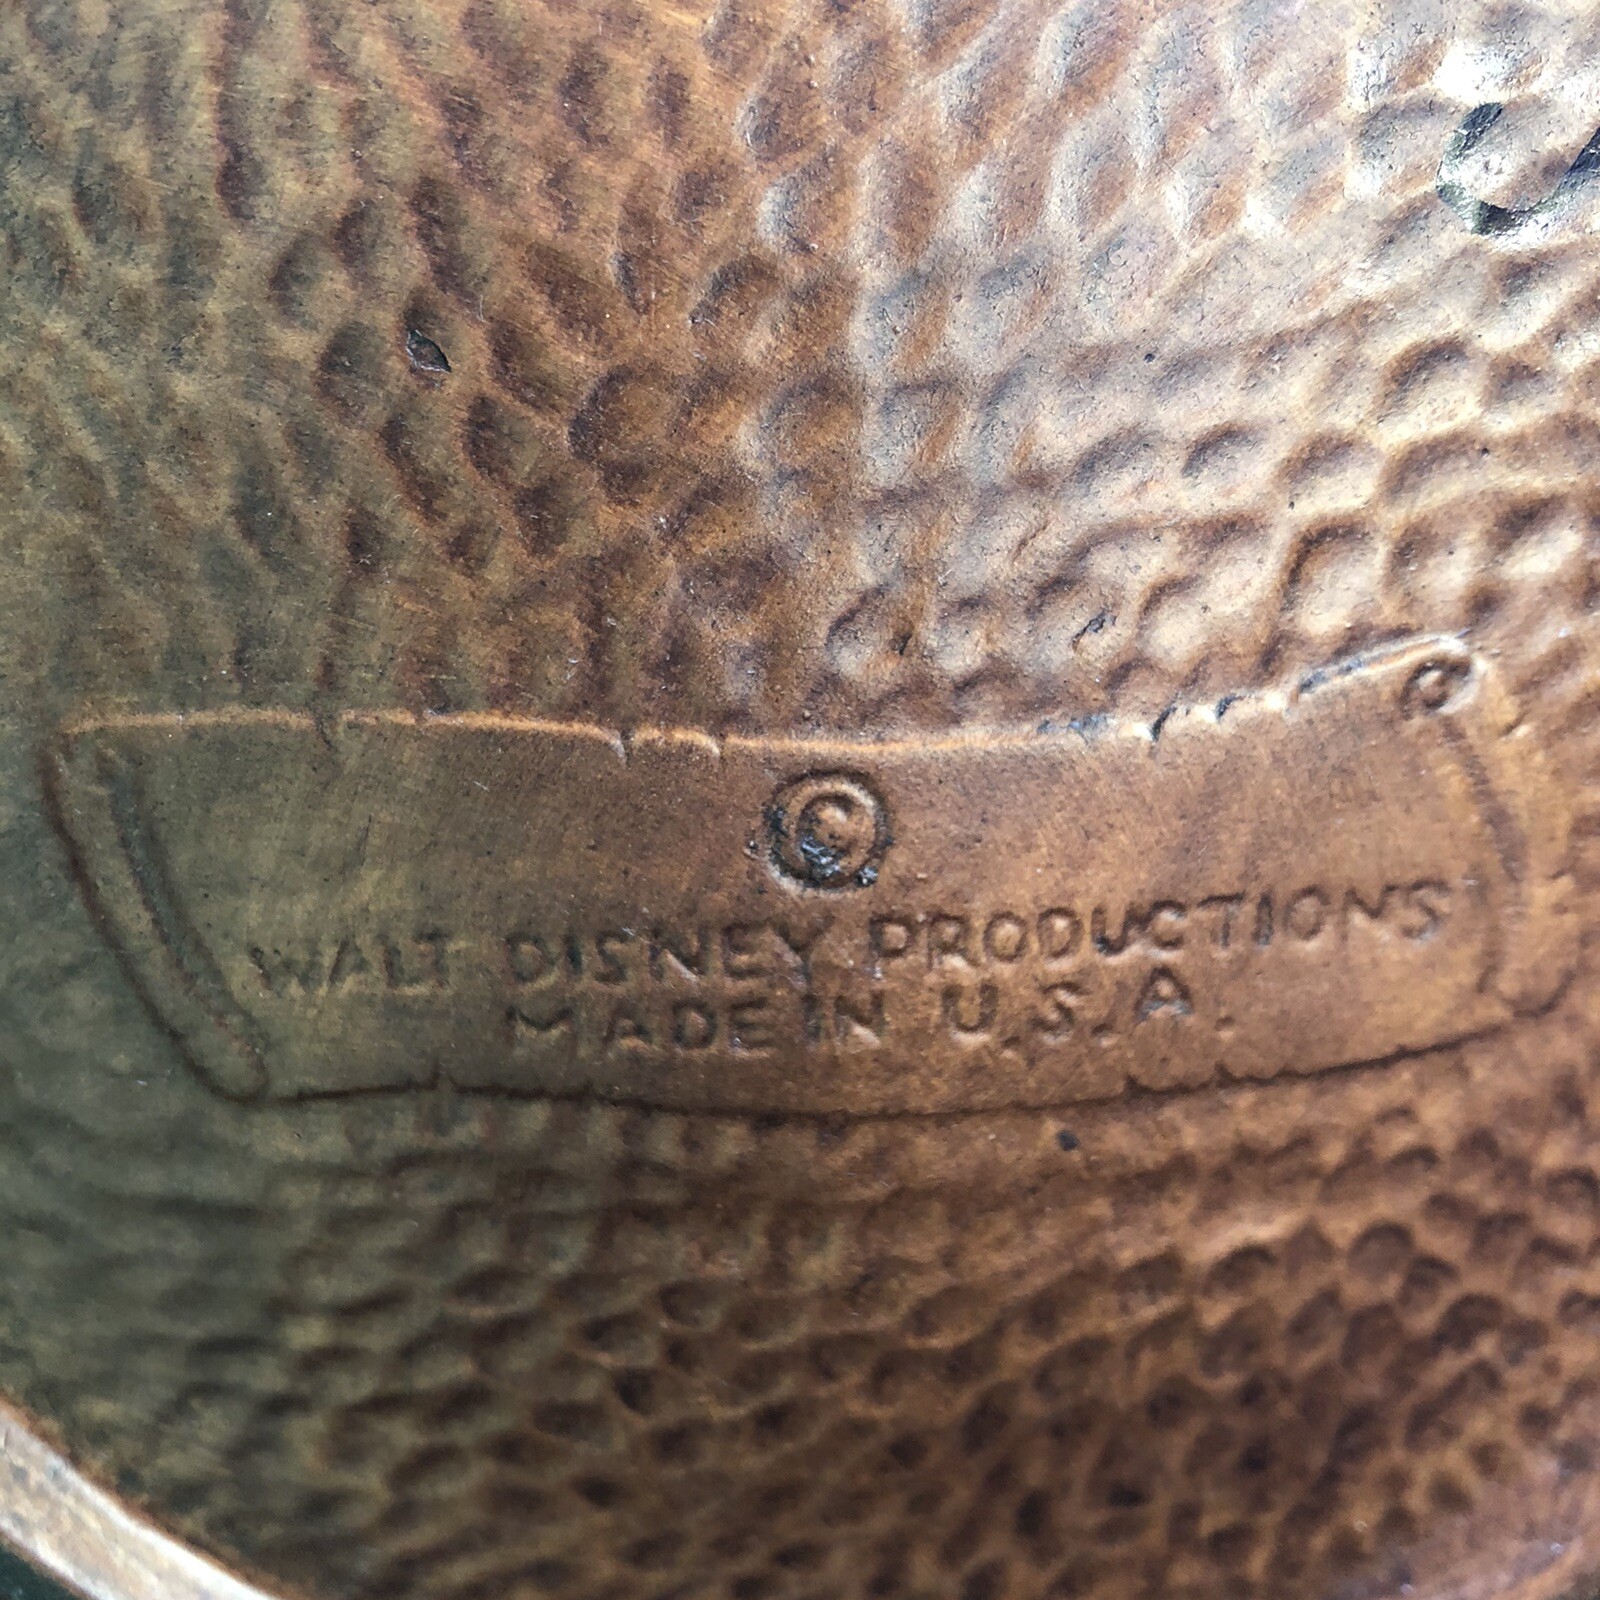 ©
WALT DISNEY PRODUCTIONS
MADE IN U.S.A.